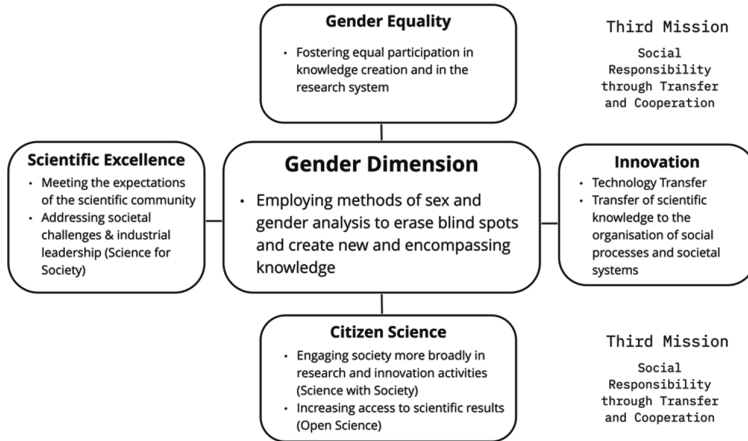 Gender Equality
• Fostering equal participation in
knowledge creation and in the
research system
Third Mission
Social
Responsibility
through Transfer
and Cooperation
Scientific Excellence
• Meeting the expectations
of the scientific community
• Addressing societal
challenges & industrial
leadership (Science for
Society)
Gender Dimension
• Employing methods of sex and
gender analysis to erase blind spots
and create new and encompassing
knowledge
Innovation
• Technology Transfer
• Transfer of scientific
knowledge to the
organisation of social
processes and societal
systems
Citizen Science
• Engaging society more broadly in
research and innovation activities
(Science with Society)
• Increasing access to scientific results
(Open Science)
Third Mission
Social
Responsibility
through Transfer
and Cooperation